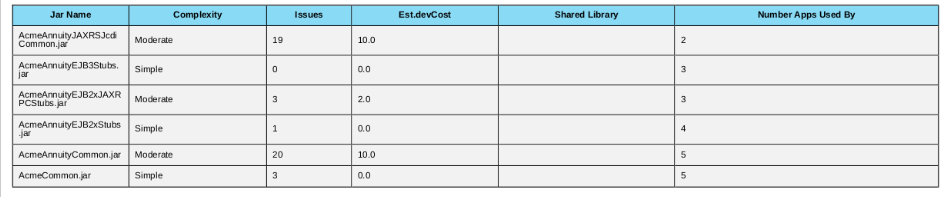 Jar Name Complexity Issues Est.devCost Shared Library Number Apps Used By
AcmeAnnuityJAXRSJcdi
Common.jar Moderate 19 10.0 2
AcmeAnnuityEJB3Stubs.
jar Simple 0 0.0 3
AcmeAnnuityEJB2xJAXR
PCStubs.jar Moderate 3 2.0 3
AcmeAnnuityEJB2xStubs
.jar Simple 1 0.0 4
AcmeAnnuityCommon.jar Moderate 20 10.0 5
AcmeCommon.jar Simple 3 0.0 5